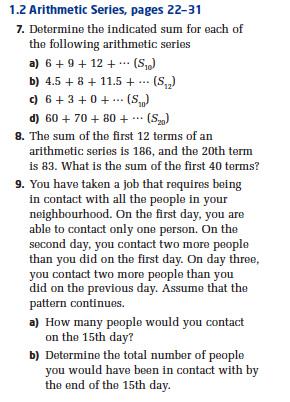 1.2 Arithmetic Series, pages 22–31
7. Determine the indicated sum for each of
the following arithmetic series
a) 6 + 9 + 12 + ··· (S₁₀)
b) 4.5 + 8 + 11.5 + ··· (S₁₂)
c) 6 + 3 + 0 + ··· (S₁₀)
d) 60 + 70 + 80 + ··· (S₂₀)
8. The sum of the first 12 terms of an
arithmetic series is 186, and the 20th term
is 83. What is the sum of the first 40 terms?
9. You have taken a job that requires being
in contact with all the people in your
neighbourhood. On the first day, you are
able to contact only one person. On the
second day, you contact two more people
than you did on the first day. On day three,
you contact two more people than you
did on the previous day. Assume that the
pattern continues.
a) How many people would you contact
on the 15th day?
b) Determine the total number of people
you would have been in contact with by
the end of the 15th day.